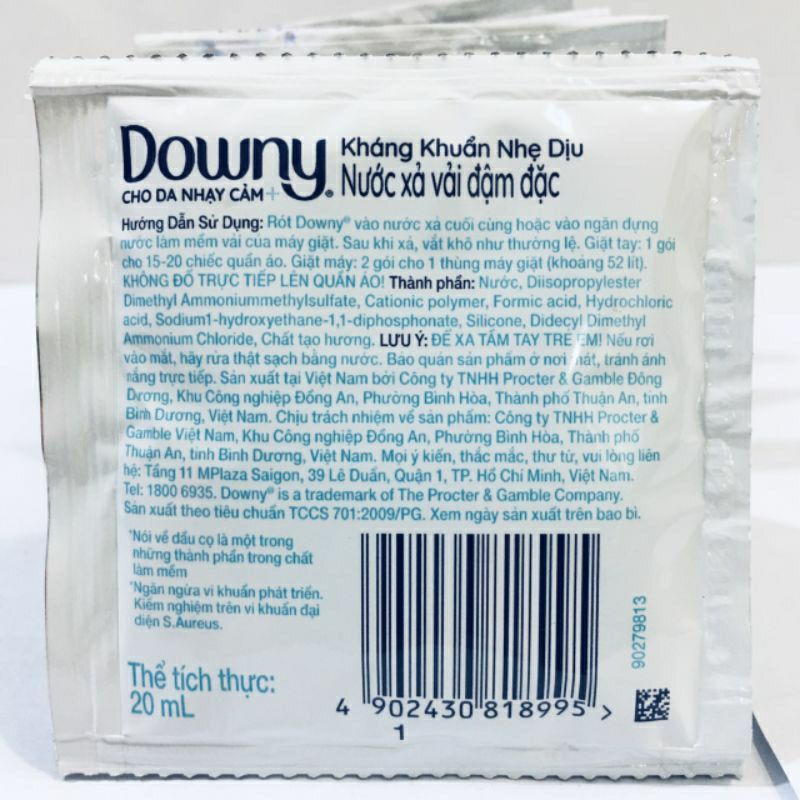 Downy®
CHO DA NHẠY CẢM+
Kháng Khuẩn Nhẹ Dịu
Nước xả vải đậm đặc
Hướng Dẫn Sử Dụng: Rót Downy® vào nước xả cuối cùng hoặc vào ngăn đựng
nước làm mềm vải của máy giặt. Sau khi xả, vắt khô như thường lệ. Giặt tay: 1 gói
cho 15-20 chiếc quần áo. Giặt máy: 2 gói cho 1 thùng máy giặt (khoảng 52 lít).
KHÔNG ĐỔ TRỰC TIẾP LÊN QUẦN ÁO! Thành phần: Nước, Diisopropylester
Dimethyl Ammoniummethylsulfate, Cationic polymer, Formic acid, Hydrochloric
acid, Sodium1-hydroxyethane-1,1-diphosphonate, Silicone, Didecyl Dimethyl
Ammonium Chloride, Chất tạo hương. LƯU Ý: ĐỂ XA TẦM TAY TRẺ EM! Nếu rơi
vào mắt, hãy rửa thật sạch bằng nước. Bảo quản sản phẩm ở nơi mát, tránh ánh
nắng trực tiếp. Sản xuất tại Việt Nam bởi Công ty TNHH Procter & Gamble Đông
Dương, Khu Công nghiệp Đồng An, Phường Bình Hòa, Thành phố Thuận An, tỉnh
Bình Dương, Việt Nam. Chịu trách nhiệm về sản phẩm: Công ty TNHH Procter &
Gamble Việt Nam, Khu Công nghiệp Đồng An, Phường Bình Hòa, Thành phố
Thuận An, tỉnh Bình Dương, Việt Nam. Mọi ý kiến, thắc mắc, thư từ, vui lòng liên
hệ: Tầng 11 MPlaza Saigon, 39 Lê Duẩn, Quận 1, TP. Hồ Chí Minh, Việt Nam.
Tel: 1800 6935. Downy® is a trademark of The Procter & Gamble Company.
Sản xuất theo tiêu chuẩn TCCS 701:2009/PG. Xem ngày sản xuất trên bao bì.
*Nói về dầu cọ là một trong
những thành phần trong chất
làm mềm
*Ngăn ngừa vi khuẩn phát triển.
Kiểm nghiệm trên vi khuẩn đại
diện S.Aureus.
Thể tích thực:
20 mL
4 902430 818995 >
1
90279813